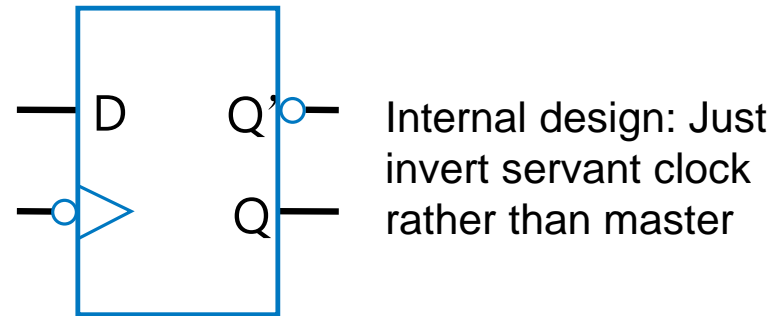 D Q’
Q
Internal design: Just
invert servant clock
rather than master